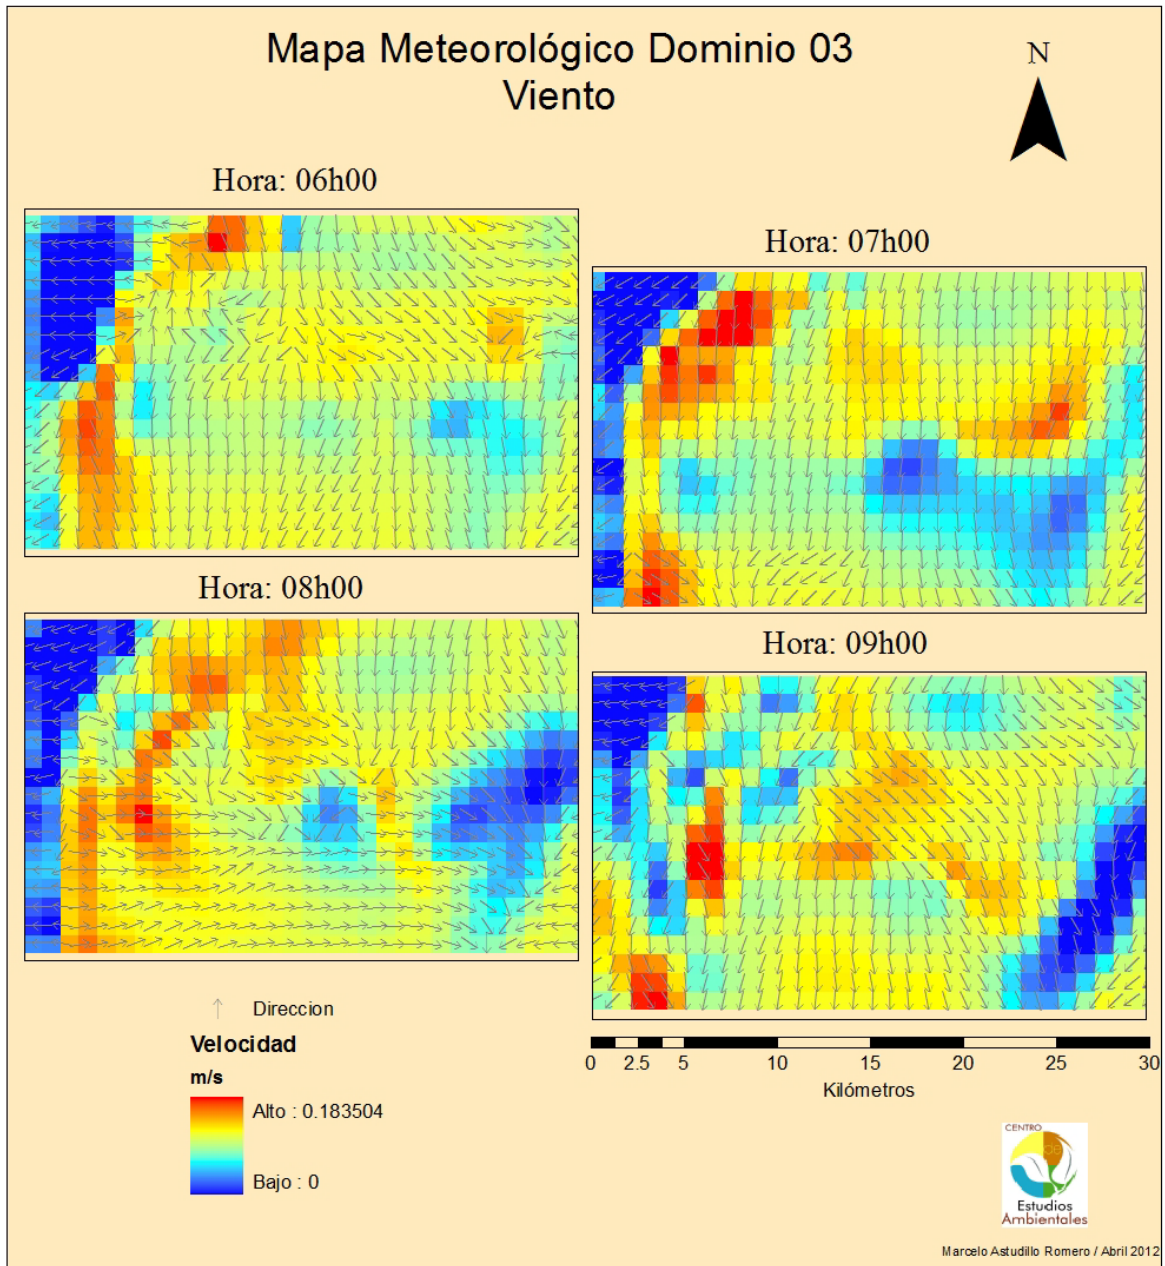 Mapa Meteorológico Dominio 03
Viento
N
Hora: 06h00
Hora: 07h00
Hora: 08h00
Hora: 09h00
Direccion
Velocidad
m/s
Alto : 0.183504
Bajo : 0
0 2.5 5 10 15 20 25 30
Kilómetros
CENTRO
de
Estudios
Ambientales
Marcelo Astudillo Romero / Abril 2012